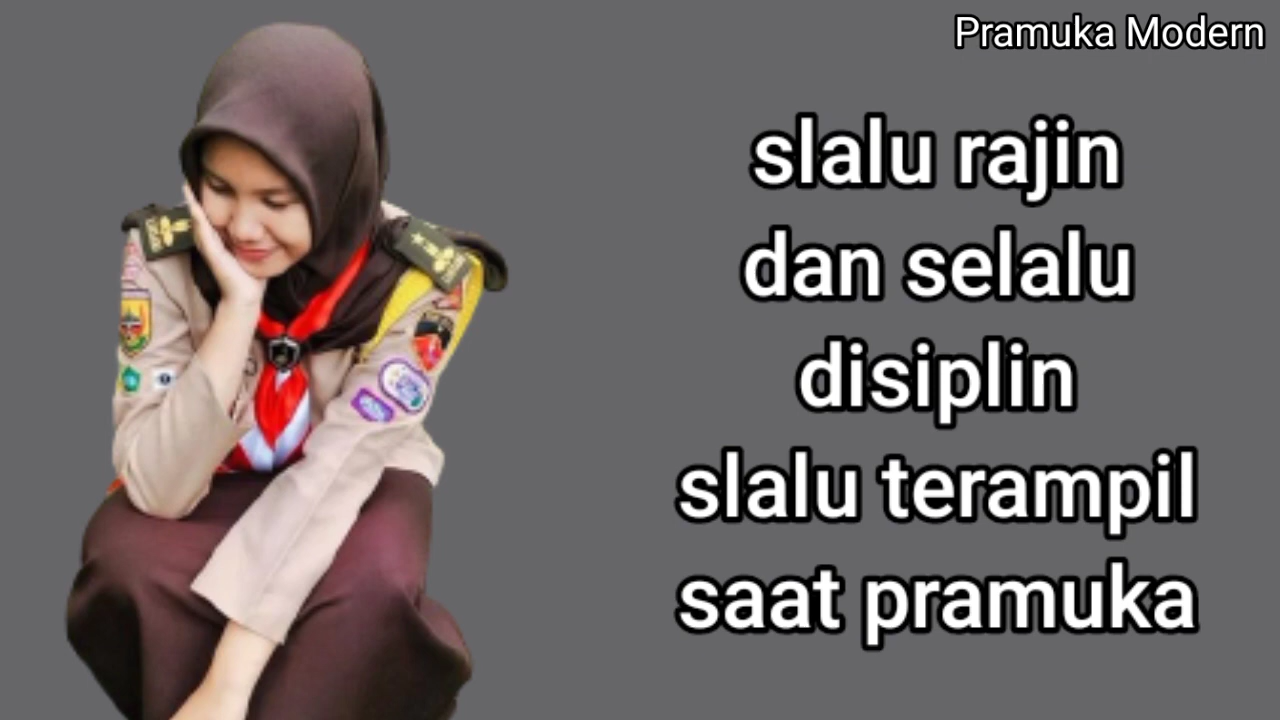 Pramuka Modern
slalu rajin
dan selalu
disiplin
slalu terampil
saat pramuka